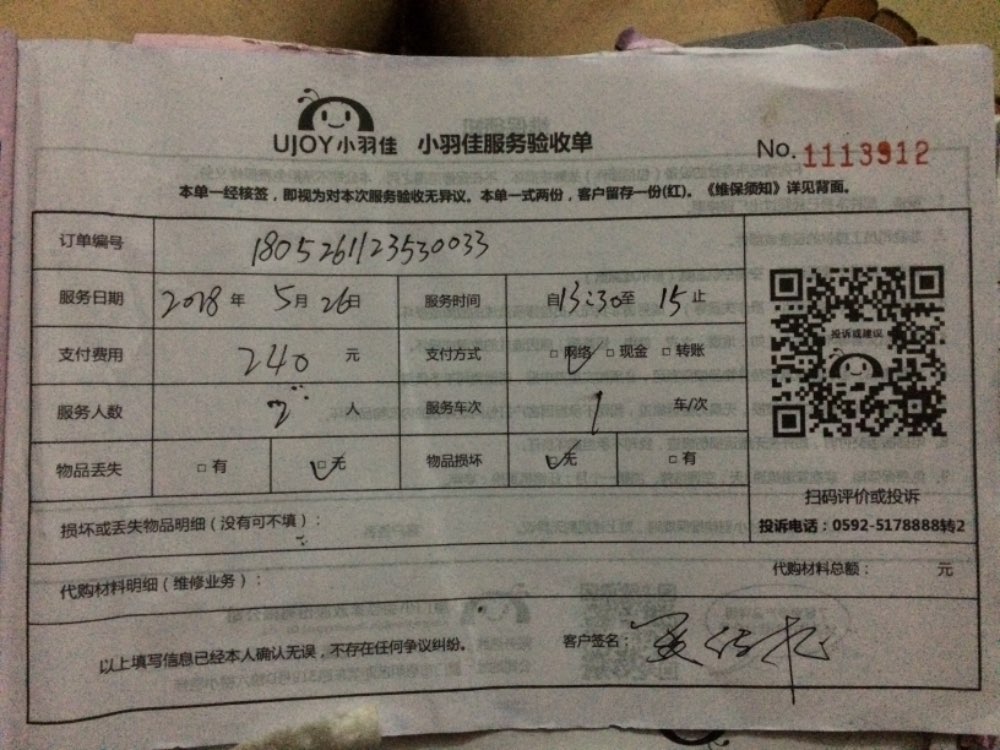 UJOY小羽佳 小羽佳服务验收单
No. 1113912
本单一经核签，即视为对本次服务验收无异议。本单一式两份，客户留存一份(红)。《维保须知》详见背面。
订单编号 1805261123530033
服务日期 2018 年 5 月 26 日 服务时间 自 13:30 至 15 止
支付费用 240 元 支付方式 □ 网络 □ 现金 □ 转账
服务人数 2 人 服务车次 1 车/次
物品丢失 □ 有 □ 无 物品损坏 □ 无 □ 有
投诉或建议
扫码评价或投诉
投诉电话：0592-5178888转2
损坏或丢失物品明细（没有可不填）：
代购材料明细（维修业务）： 代购材料总额： 元
以上填写信息已经本人确认无误，不存在任何争议纠纷。 客户签名：